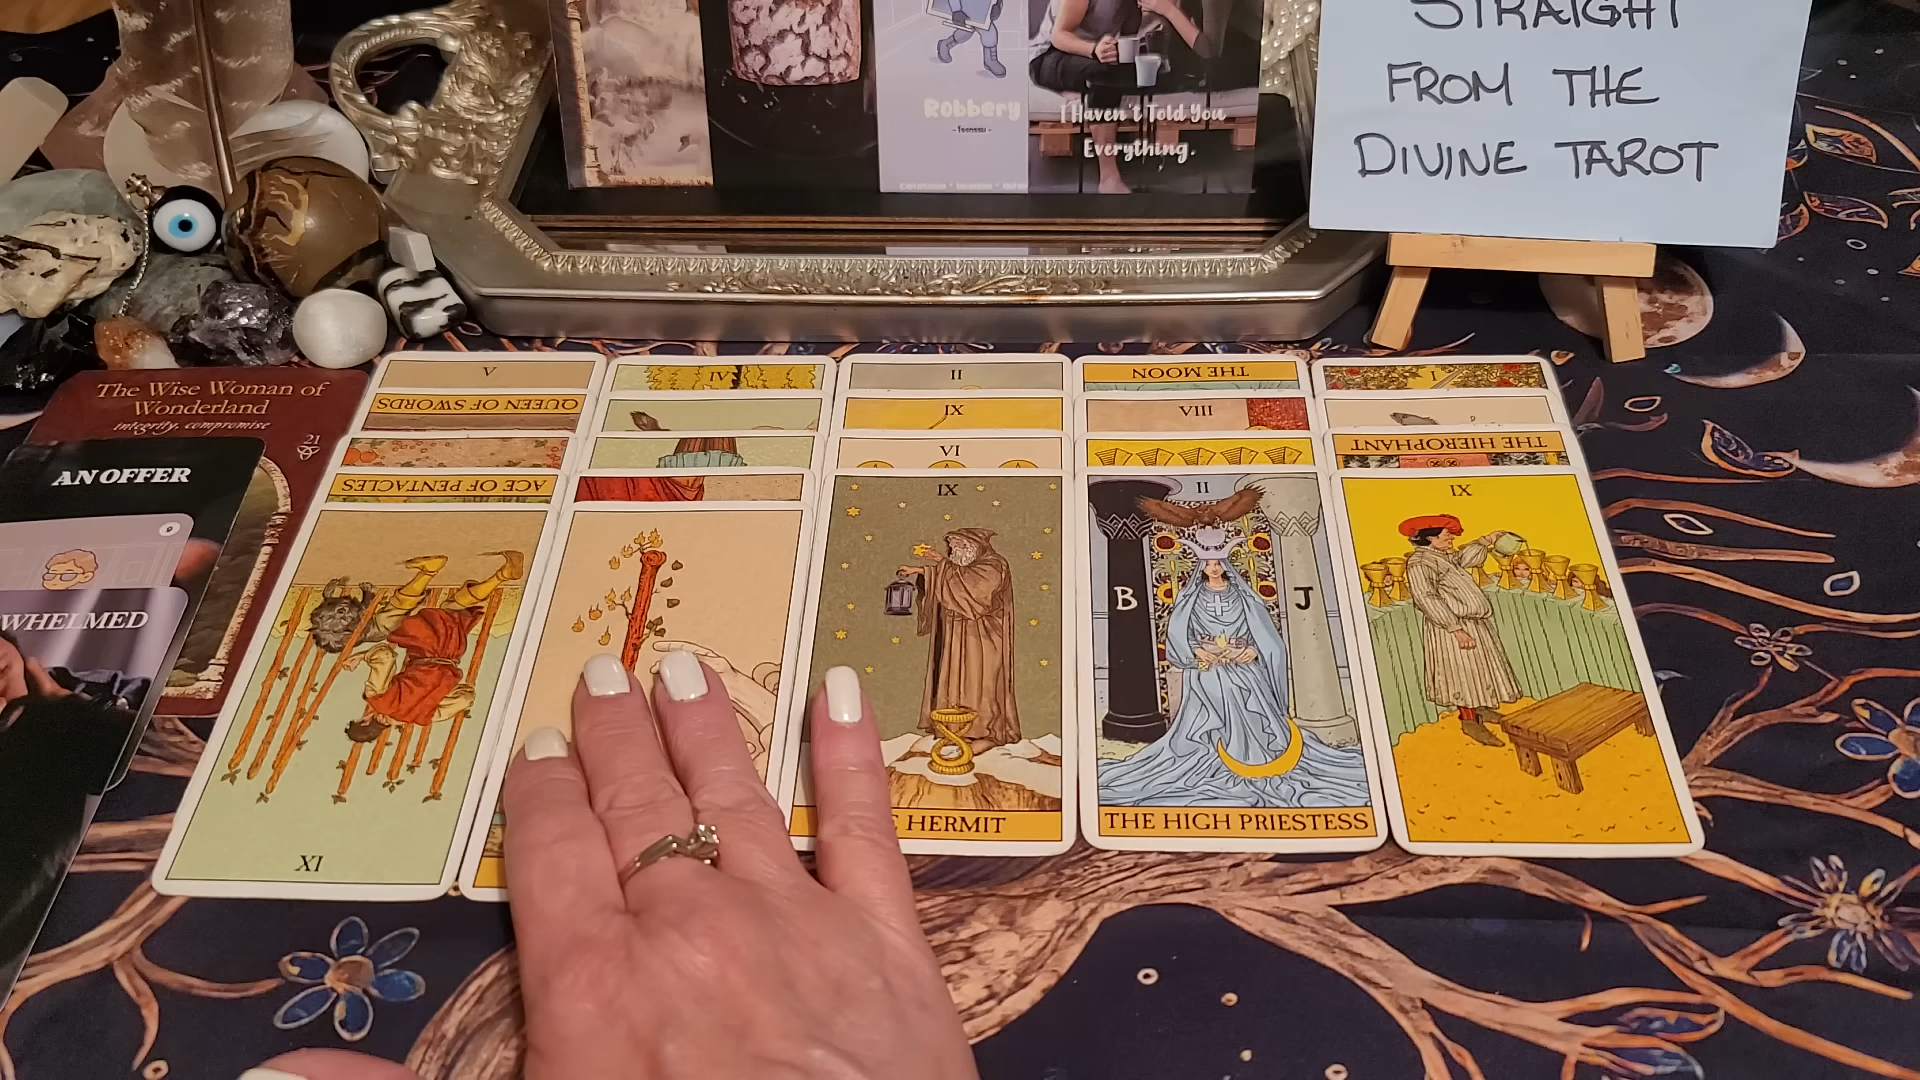 STRAIGHT
FROM THE
DIVINE TAROT
Robbery
I Haven't Told You
Everything.
The Wise Woman of
Wonderland
integrity, compromise
21
AN OFFER
9
WHELMED
V
QUEEN OF SWORDS
ACE OF PENTACLES
IX
VI
II
XI
VI
IX
HERMIT
THE MOON
VIII
II
B
J
THE HIGH PRIESTESS
I
THE HIEROPHANT
IX